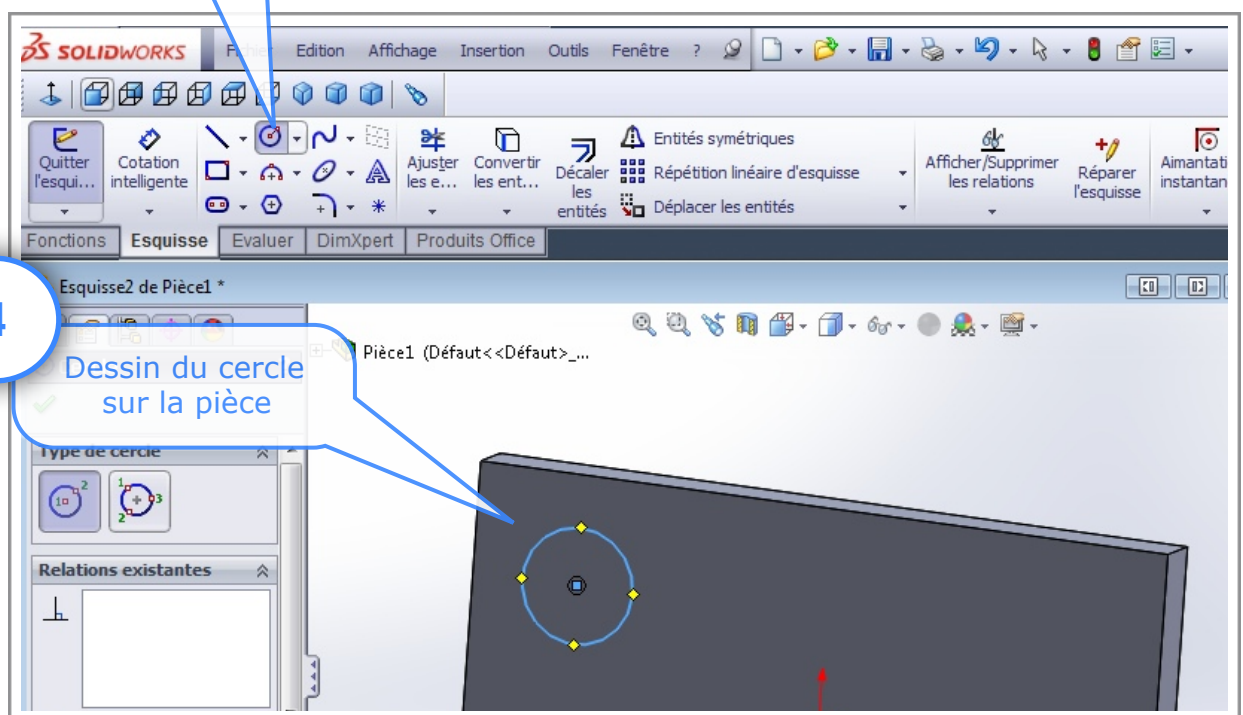 SOLIDWORKS
Edition Affichage Insertion Outils Fenêtre ?
Quitter
l'esqui...
Cotation
intelligente
Ajuster
les e...
Convertir
les ent...
Décaler
les
entités
Entités symétriques
Répétition linéaire d'esquisse
Déplacer les entités
Afficher/Supprimer
les relations
Réparer
l'esquisse
Aimantati
instantan
Fonctions Esquisse Evaluer DimXpert Produits Office
Esquisse2 de Pièce1 *
4
Pièce1 (Défaut<<Défaut>_...
Dessin du cercle
sur la pièce
Type de cercle
Relations existantes